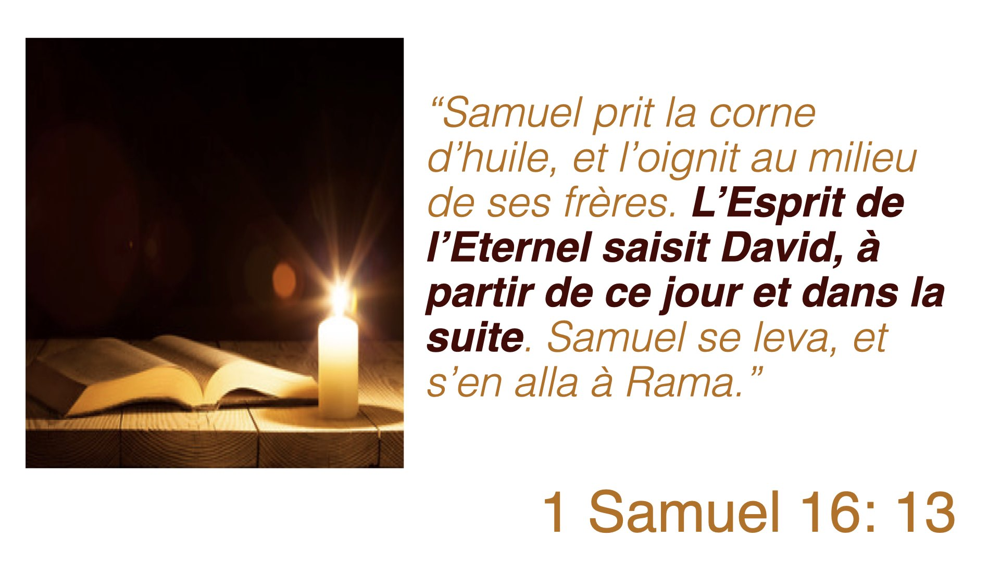 “Samuel prit la corne
d’huile, et l’oignit au milieu
de ses frères. L’Esprit de
l’Eternel saisit David, à
partir de ce jour et dans la
suite. Samuel se leva, et
s’en alla à Rama.”
1 Samuel 16: 13